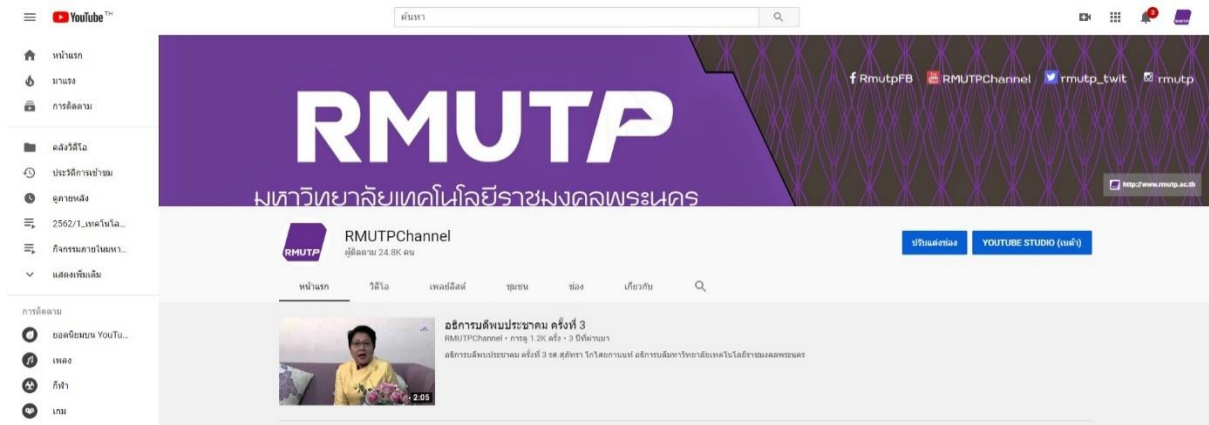 YouTube TH
ค้นหา
3
หน้าแรก
มาแรง
การติดตาม
คลังวิดีโอ
ประวัติการเข้าชม
ดูภายหลัง
2562/1_เทคโนโล...
กิจกรรมภายในมหา...
แสดงเพิ่มเติม
การติดตาม
ยอดนิยมบน YouTu...
เพลง
กีฬา
เกม
RmutpFB RMUTPChannel rmutp_twit rmutp
RMUTP
มหาวิทยาลัยเทคโนโลยีราชมงคลพระนคร
http://www.rmutp.ac.th
RMUTP
RMUTPChannel
ผู้ติดตาม 24.8K คน
ปรับแต่งช่อง YOUTUBE STUDIO (เบต้า)
หน้าแรก วิดีโอ เพลย์ลิสต์ ชุมชน ช่อง เกี่ยวกับ
อธิการบดีพบประชาคม ครั้งที่ 3
RMUTPChannel • การดู 1.2K ครั้ง • 3 ปีที่ผ่านมา
อธิการบดีพบประชาคม ครั้งที่ 3 รศ.สุภัทรา โกไศยกานนท์ อธิการบดีมหาวิทยาลัยเทคโนโลยีราชมงคลพระนคร
2:05